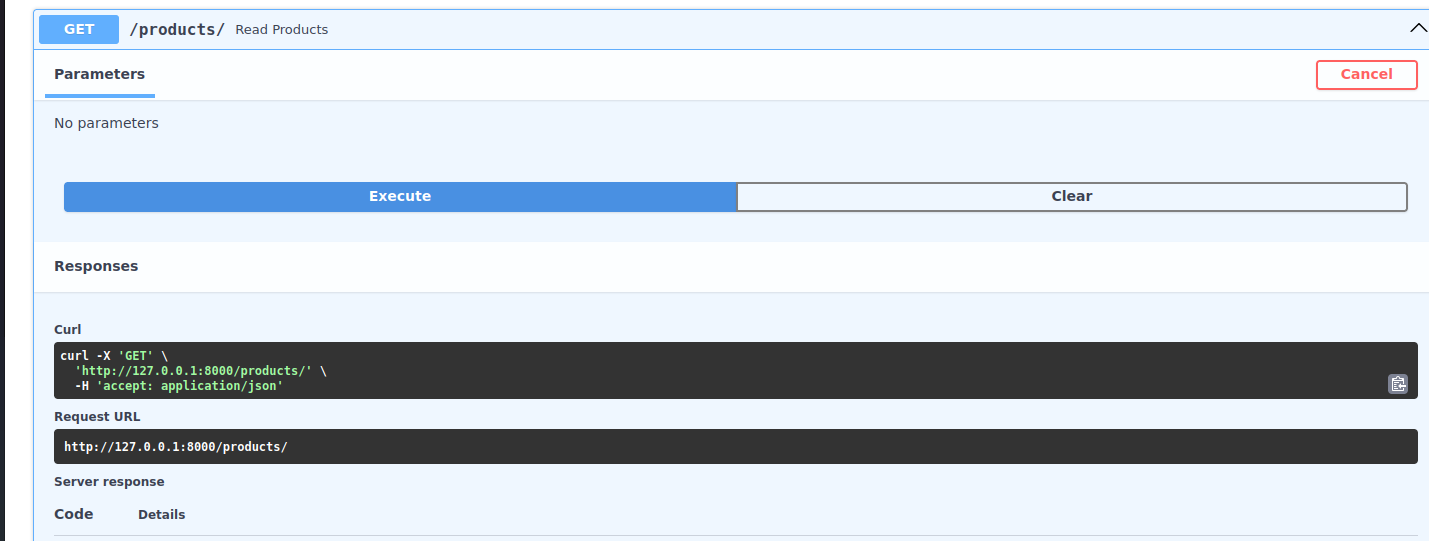 GET /products/ Read Products
Parameters
Cancel
No parameters
Execute
Clear
Responses
Curl
curl -X 'GET' \
  'http://127.0.0.1:8000/products/' \
  -H 'accept: application/json'
Request URL
http://127.0.0.1:8000/products/
Server response
Code Details